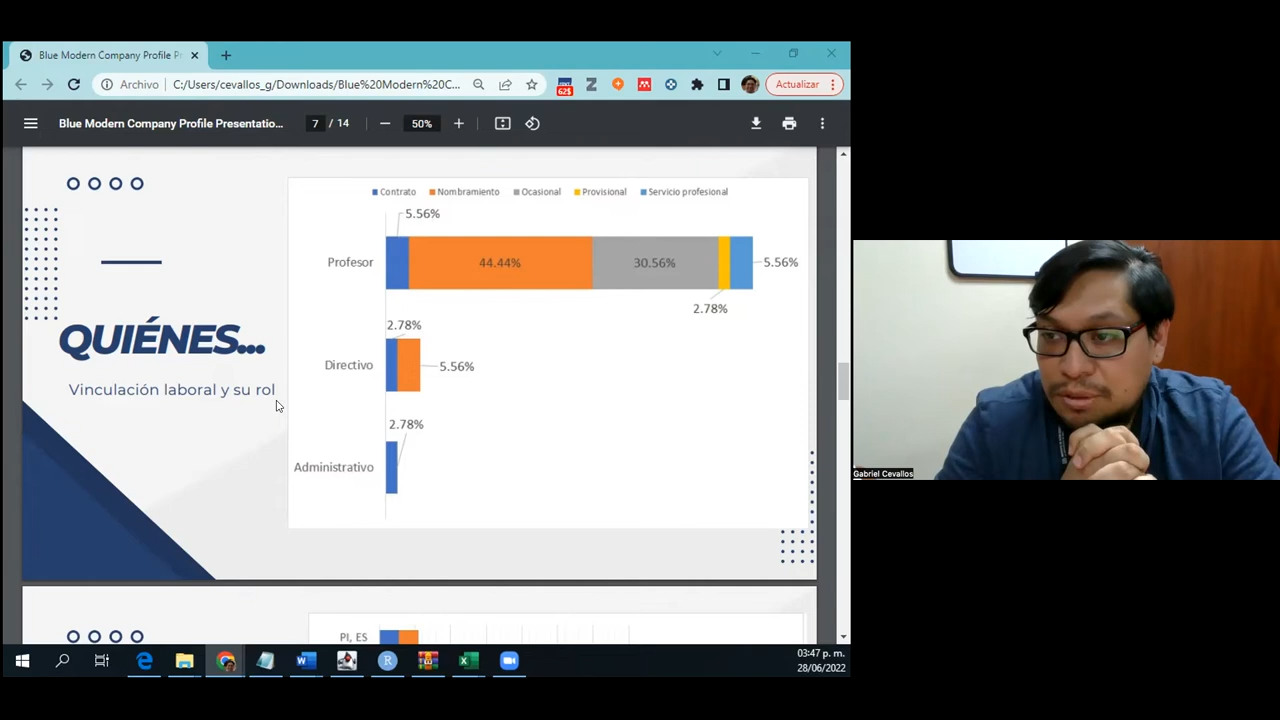 Blue Modern Company Profile P
Archivo
C:/Users/cevallos_g/Downloads/Blue%20Modern%20C...
62$
Actualizar
Blue Modern Company Profile Presentatio...
7 / 14
50%
Contrato Nombramiento Ocasional Provisional Servicio profesional
5.56%
Profesor 44.44% 30.56% 5.56%
2.78%
QUIÉNES...
Vinculación laboral y su rol
2.78%
Directivo 5.56%
2.78%
Administrativo
Gabriel Cevallos
PI, ES
03:47 p. m.
28/06/2022